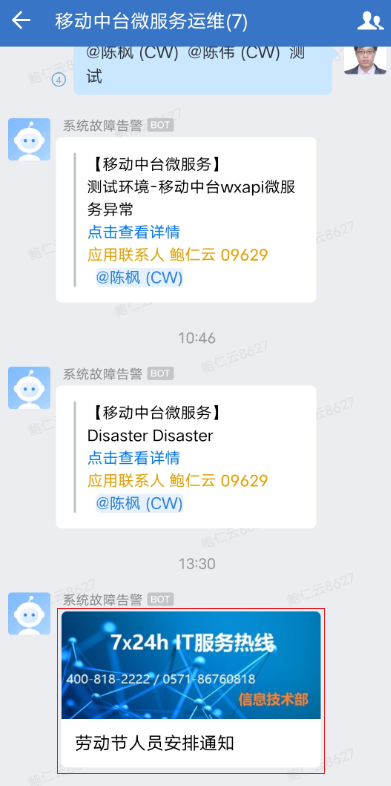 移动中台微服务运维(7)
@陈枫 (CW) @陈伟 (CW) 测
试
4
系统故障告警 BOT
【移动中台微服务】
测试环境-移动中台wxapi微服
务异常
点击查看详情
应用联系人 鲍仁云 09629
@陈枫 (CW)
10:46
系统故障告警 BOT
【移动中台微服务】
Disaster Disaster
点击查看详情
应用联系人 鲍仁云 09629
@陈枫 (CW)
13:30
系统故障告警 BOT
7x24h IT服务热线
400-818-2222 / 0571-86760818
信息技术部
劳动节人员安排通知
鲍仁云8627